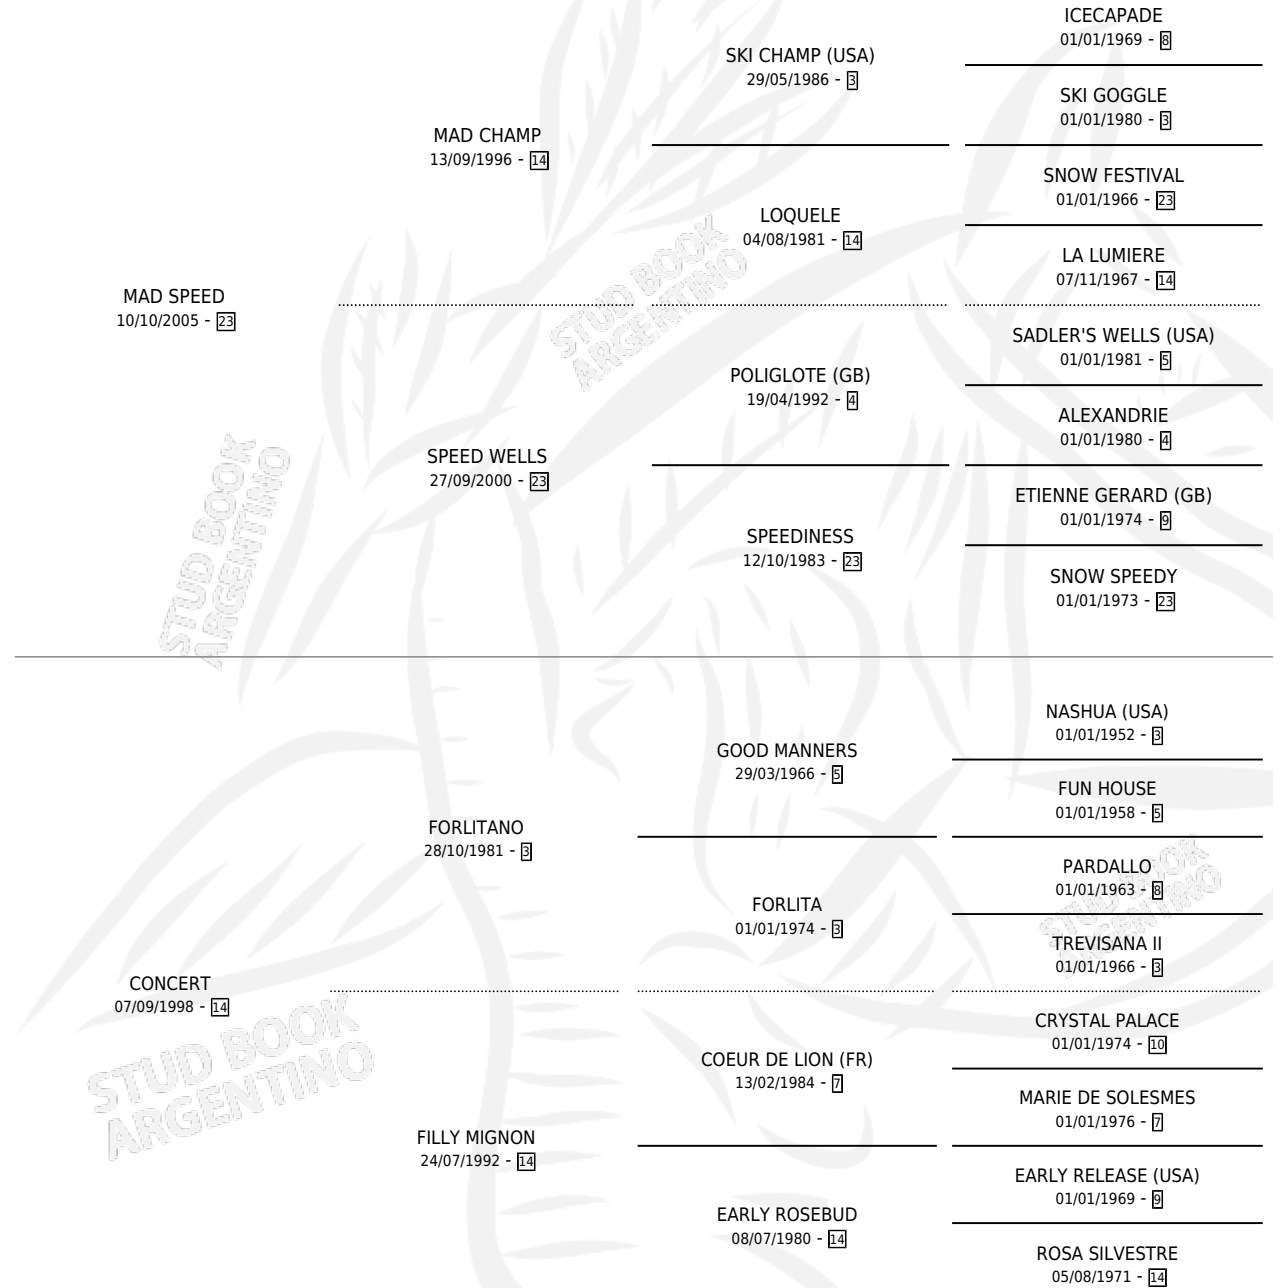 ICECAPADE
01/01/1969 - 8
SKI CHAMP (USA)
29/05/1986 - 3
SKI GOGGLE
01/01/1980 - 3
MAD CHAMP
13/09/1996 - 14
SNOW FESTIVAL
01/01/1966 - 23
LOQUELE
04/08/1981 - 14
LA LUMIERE
07/11/1967 - 14
MAD SPEED
10/10/2005 - 23
STUD BOOK
ARGENTINO
SADLER'S WELLS (USA)
01/01/1981 - 5
POLIGLOTE (GB)
19/04/1992 - 4
ALEXANDRIE
01/01/1980 - 4
SPEED WELLS
27/09/2000 - 23
ETIENNE GERARD (GB)
01/01/1974 - 9
SPEEDINESS
12/10/1983 - 23
SNOW SPEEDY
01/01/1973 - 23
STUD BOOK
ARGENTINO
NASHUA (USA)
01/01/1952 - 3
GOOD MANNERS
29/03/1966 - 5
FUN HOUSE
01/01/1958 - 5
FORLITANO
28/10/1981 - 3
PARDALLO
01/01/1963 - 8
FORLITA
01/01/1974 - 3
TREVISANA II
01/01/1966 - 3
STUD BOOK
ARGENTINO
CONCERT
07/09/1998 - 14
CRYSTAL PALACE
01/01/1974 - 10
COEUR DE LION (FR)
13/02/1984 - 7
MARIE DE SOLESMES
01/01/1976 - 7
STUD BOOK
ARGENTINO
FILLY MIGNON
24/07/1992 - 14
EARLY RELEASE (USA)
01/01/1969 - 9
EARLY ROSEBUD
08/07/1980 - 14
ROSA SILVESTRE
05/08/1971 - 14